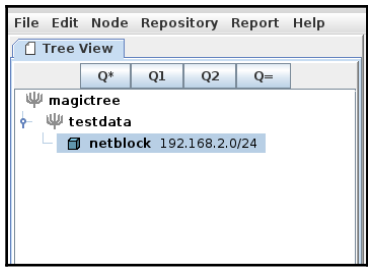 File Edit Node Repository Report Help
Tree View
Q* Q1 Q2 Q=
magictree
testdata
netblock 192.168.2.0/24